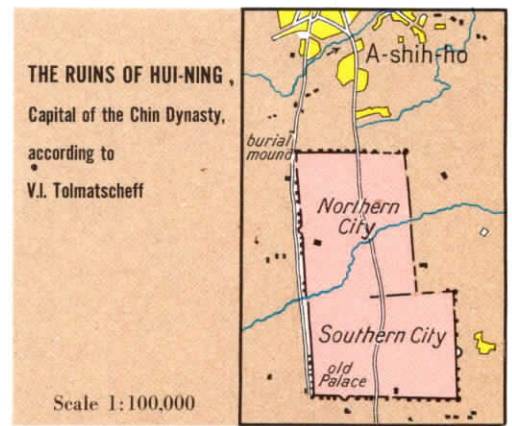 THE RUINS OF HUI-NING,
Capital of the Chin Dynasty,
according to
V.I. Tolmatscheff
Scale 1:100,000
A-shih-ho
burial
mound
Northern
City
Southern City
old
Palace